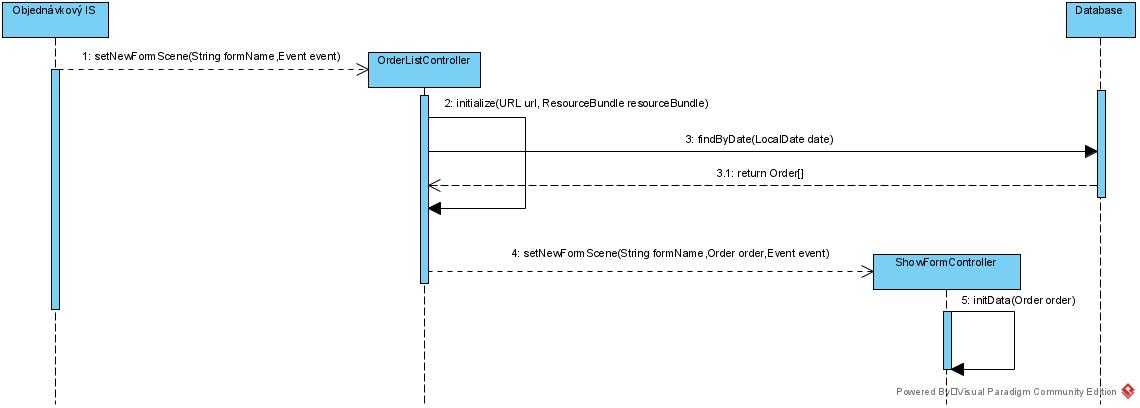 Objednávkový IS
Database
1: setNewFormScene(String formName,Event event)
OrderListController
2: initialize(URL url, ResourceBundle resourceBundle)
3: findByDate(LocalDate date)
3.1: return Order[]
4: setNewFormScene(String formName,Order order,Event event)
ShowFormController
5: initData(Order order)
Powered By□Visual Paradigm Community Edition